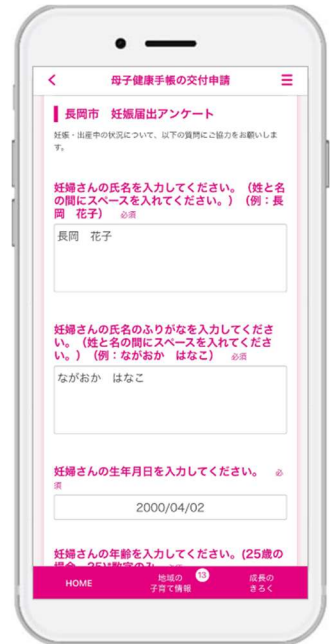 母子健康手帳の交付申請
長岡市 妊娠届出アンケート
妊娠・出産中の状況について、以下の質問にご協力をお願いしま
す。
妊婦さんの氏名を入力してください。（姓と名
の間にスペースを入れてください。）（例：長
岡 花子） 必須
長岡 花子
妊婦さんの氏名のふりがなを入力してくださ
い。（姓と名の間にスペースを入れてくださ
い。）（例：ながおか はなこ） 必須
ながおか はなこ
妊婦さんの生年月日を入力してください。 必
須
2000/04/02
妊婦さんの年齢を入力してください。(25歳の
HOME
地域の
子育て情報
13
成長の
きろく